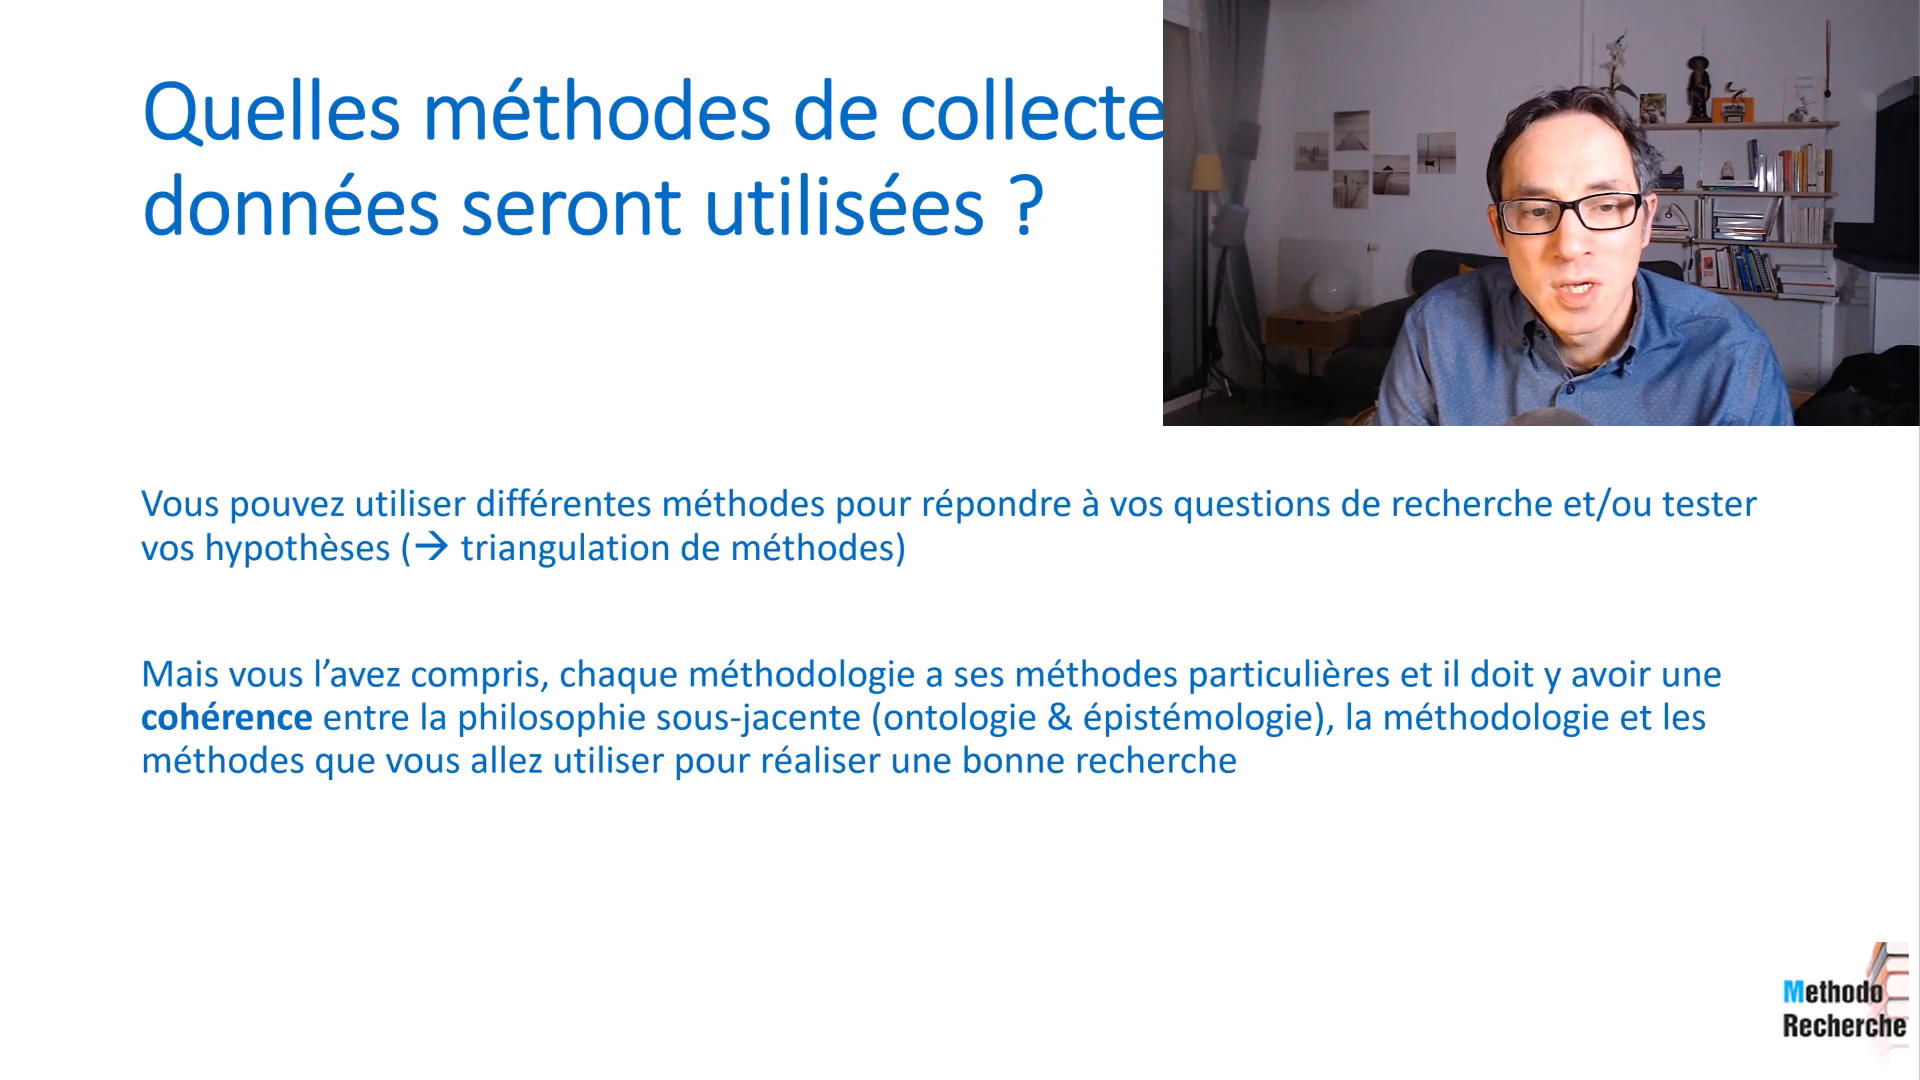 Quelles méthodes de collecte
données seront utilisées ?
Vous pouvez utiliser différentes méthodes pour répondre à vos questions de recherche et/ou tester
vos hypothèses (→ triangulation de méthodes)
Mais vous l’avez compris, chaque méthodologie a ses méthodes particulières et il doit y avoir une
cohérence entre la philosophie sous-jacente (ontologie & épistémologie), la méthodologie et les
méthodes que vous allez utiliser pour réaliser une bonne recherche
Methodo
Recherche